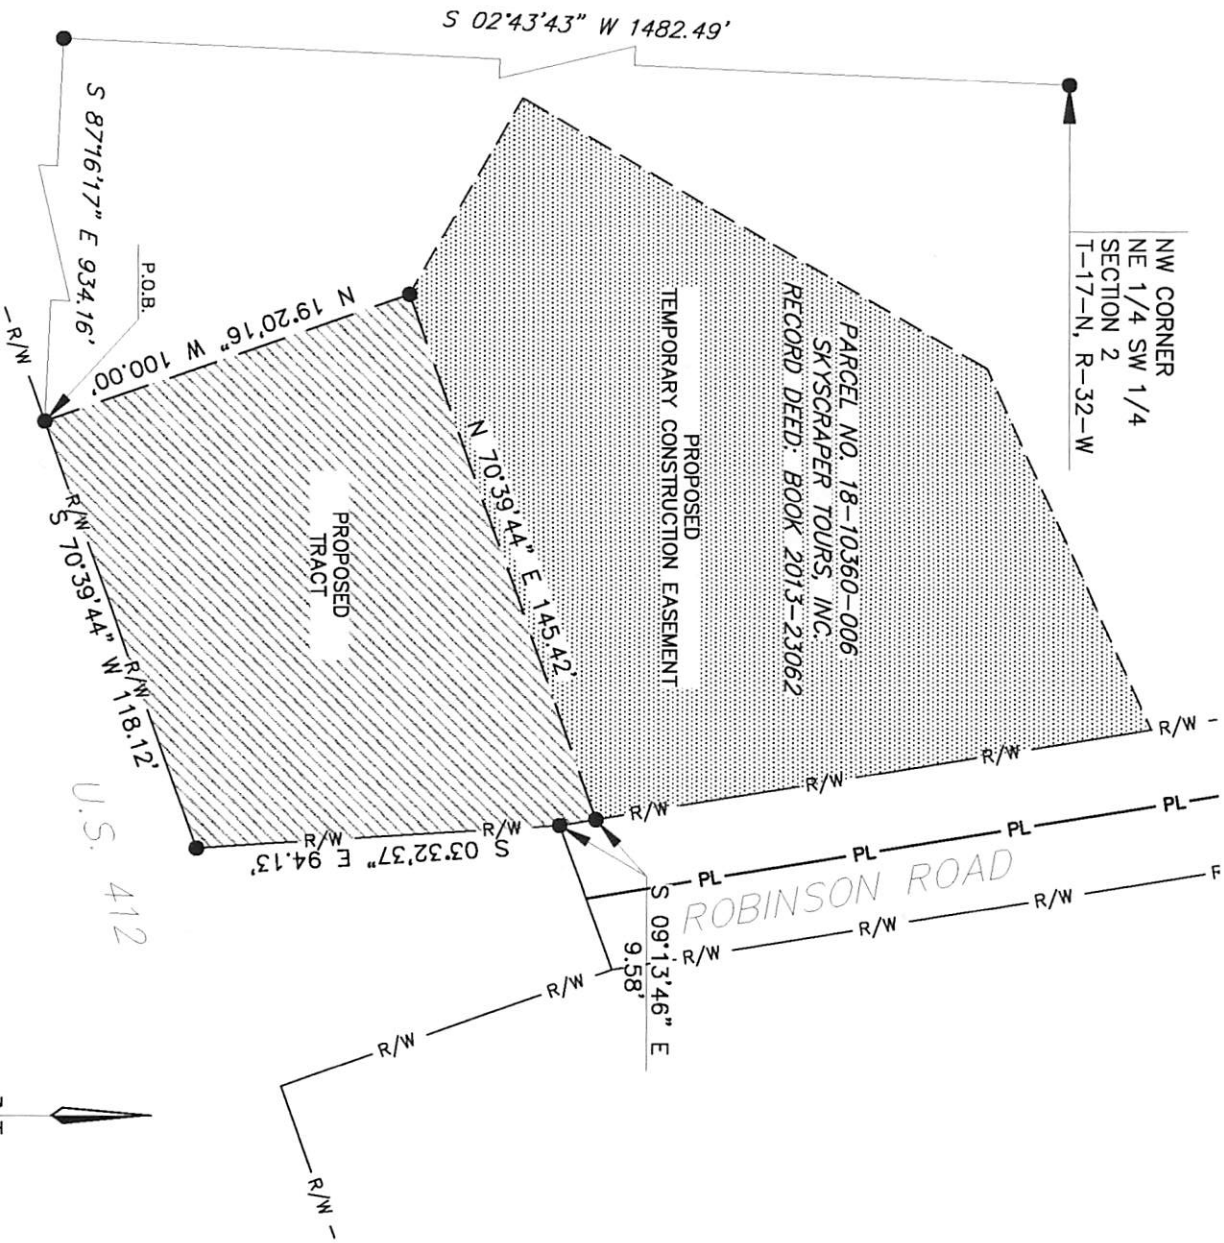 S 02°43'43" W 1482.49'
NW CORNER
NE 1/4 SW 1/4
SECTION 2
T-17-N, R-32-W
S 87°16'17" E 934.16'
P.O.B.
N 19°20'16" W 100.00'
PARCEL NO. 18-10360-006
SKYSCRAPER TOURS, INC.
RECORD DEED: BOOK 2013-23062
PROPOSED
TEMPORARY CONSTRUCTION EASEMENT
N 70°39'44" E 145.42'
PROPOSED
TRACT
S 70°39'44" W 118.12'
S 03°32'37" E 94.13'
S 09°13'46" E
9.58'
ROBINSON ROAD
U.S. 412
R/W
R/W
R/W
R/W
R/W
R/W
R/W
R/W
R/W
PL
PL
PL
PL
R/W
R/W
R/W
R/W
R/W
R/W